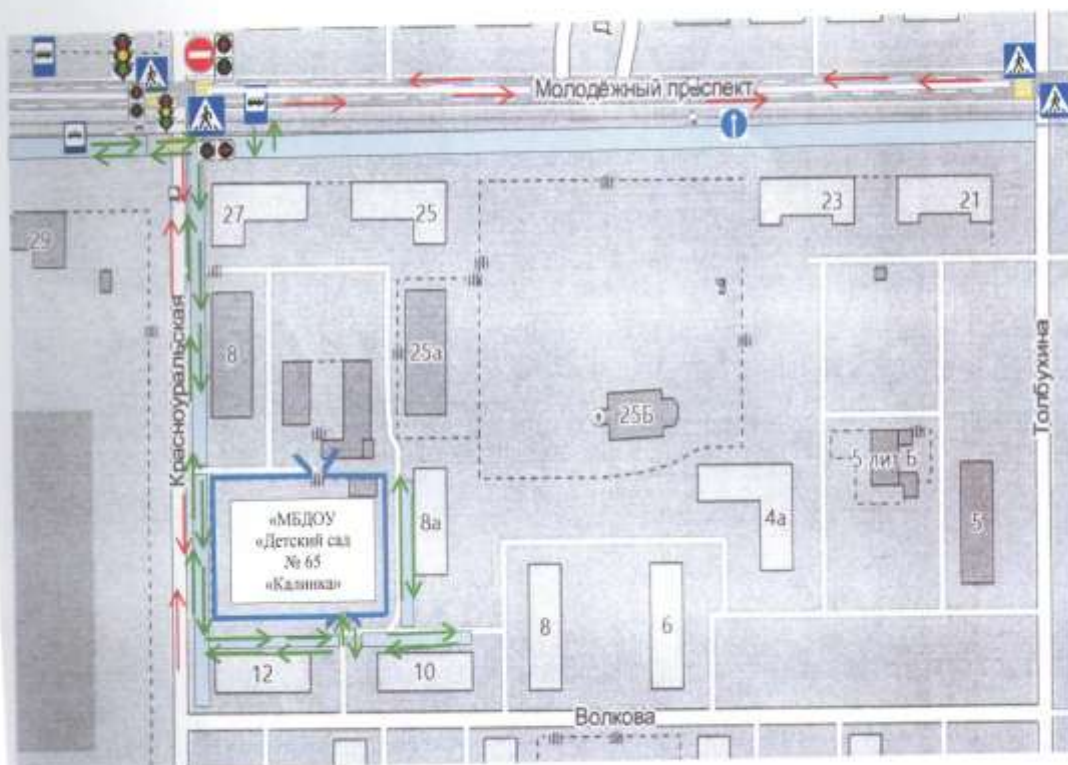 Молодёжный проспект
27
25
23
21
29
Красноуральская
8
25а
25Б
Толбухина
5 лит Б
«МБДОУ
«Детский сад
№ 65
«Калинка»
8а
4а
5
8
6
12
10
Волкова